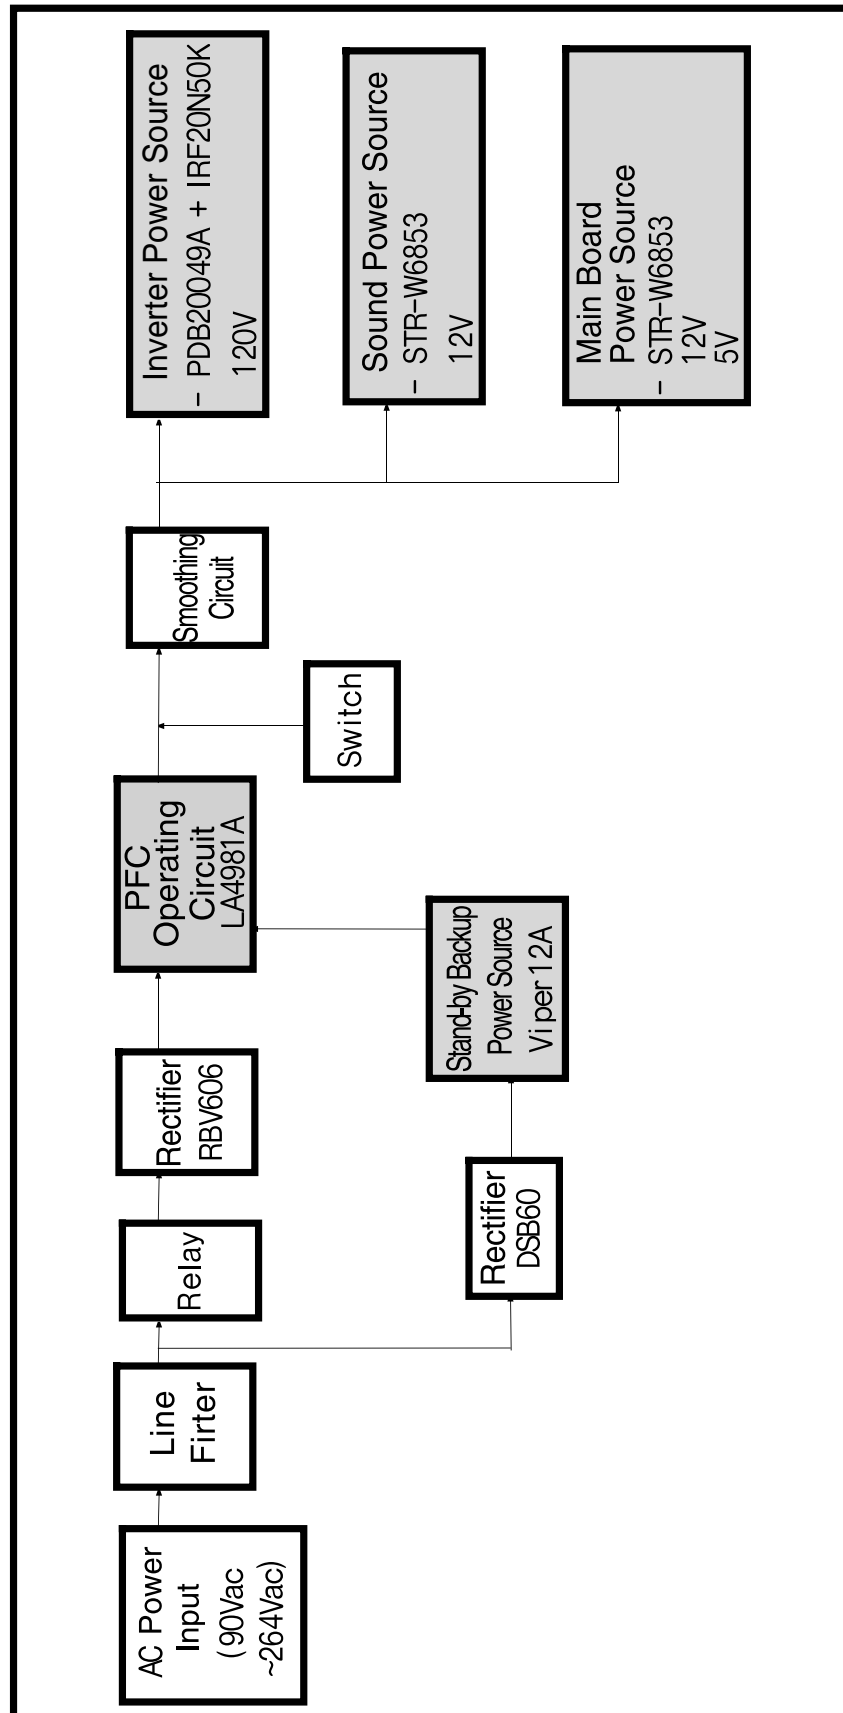 AC Power
Input
(90Vac
~264Vac)
Line
Firter
Relay
Rectifier
RBV606
PFC
Operating
Circuit
LA4981A
Switch
Smoothing
Circuit
Inverter Power Source
- PDB20049A + IRF20N50K
120V
Sound Power Source
- STR-W6853
12V
Main Board
Power Source
- STR-W6853
12V
5V
Rectifier
DSB60
Stand-by Backup
Power Source
Viper12A